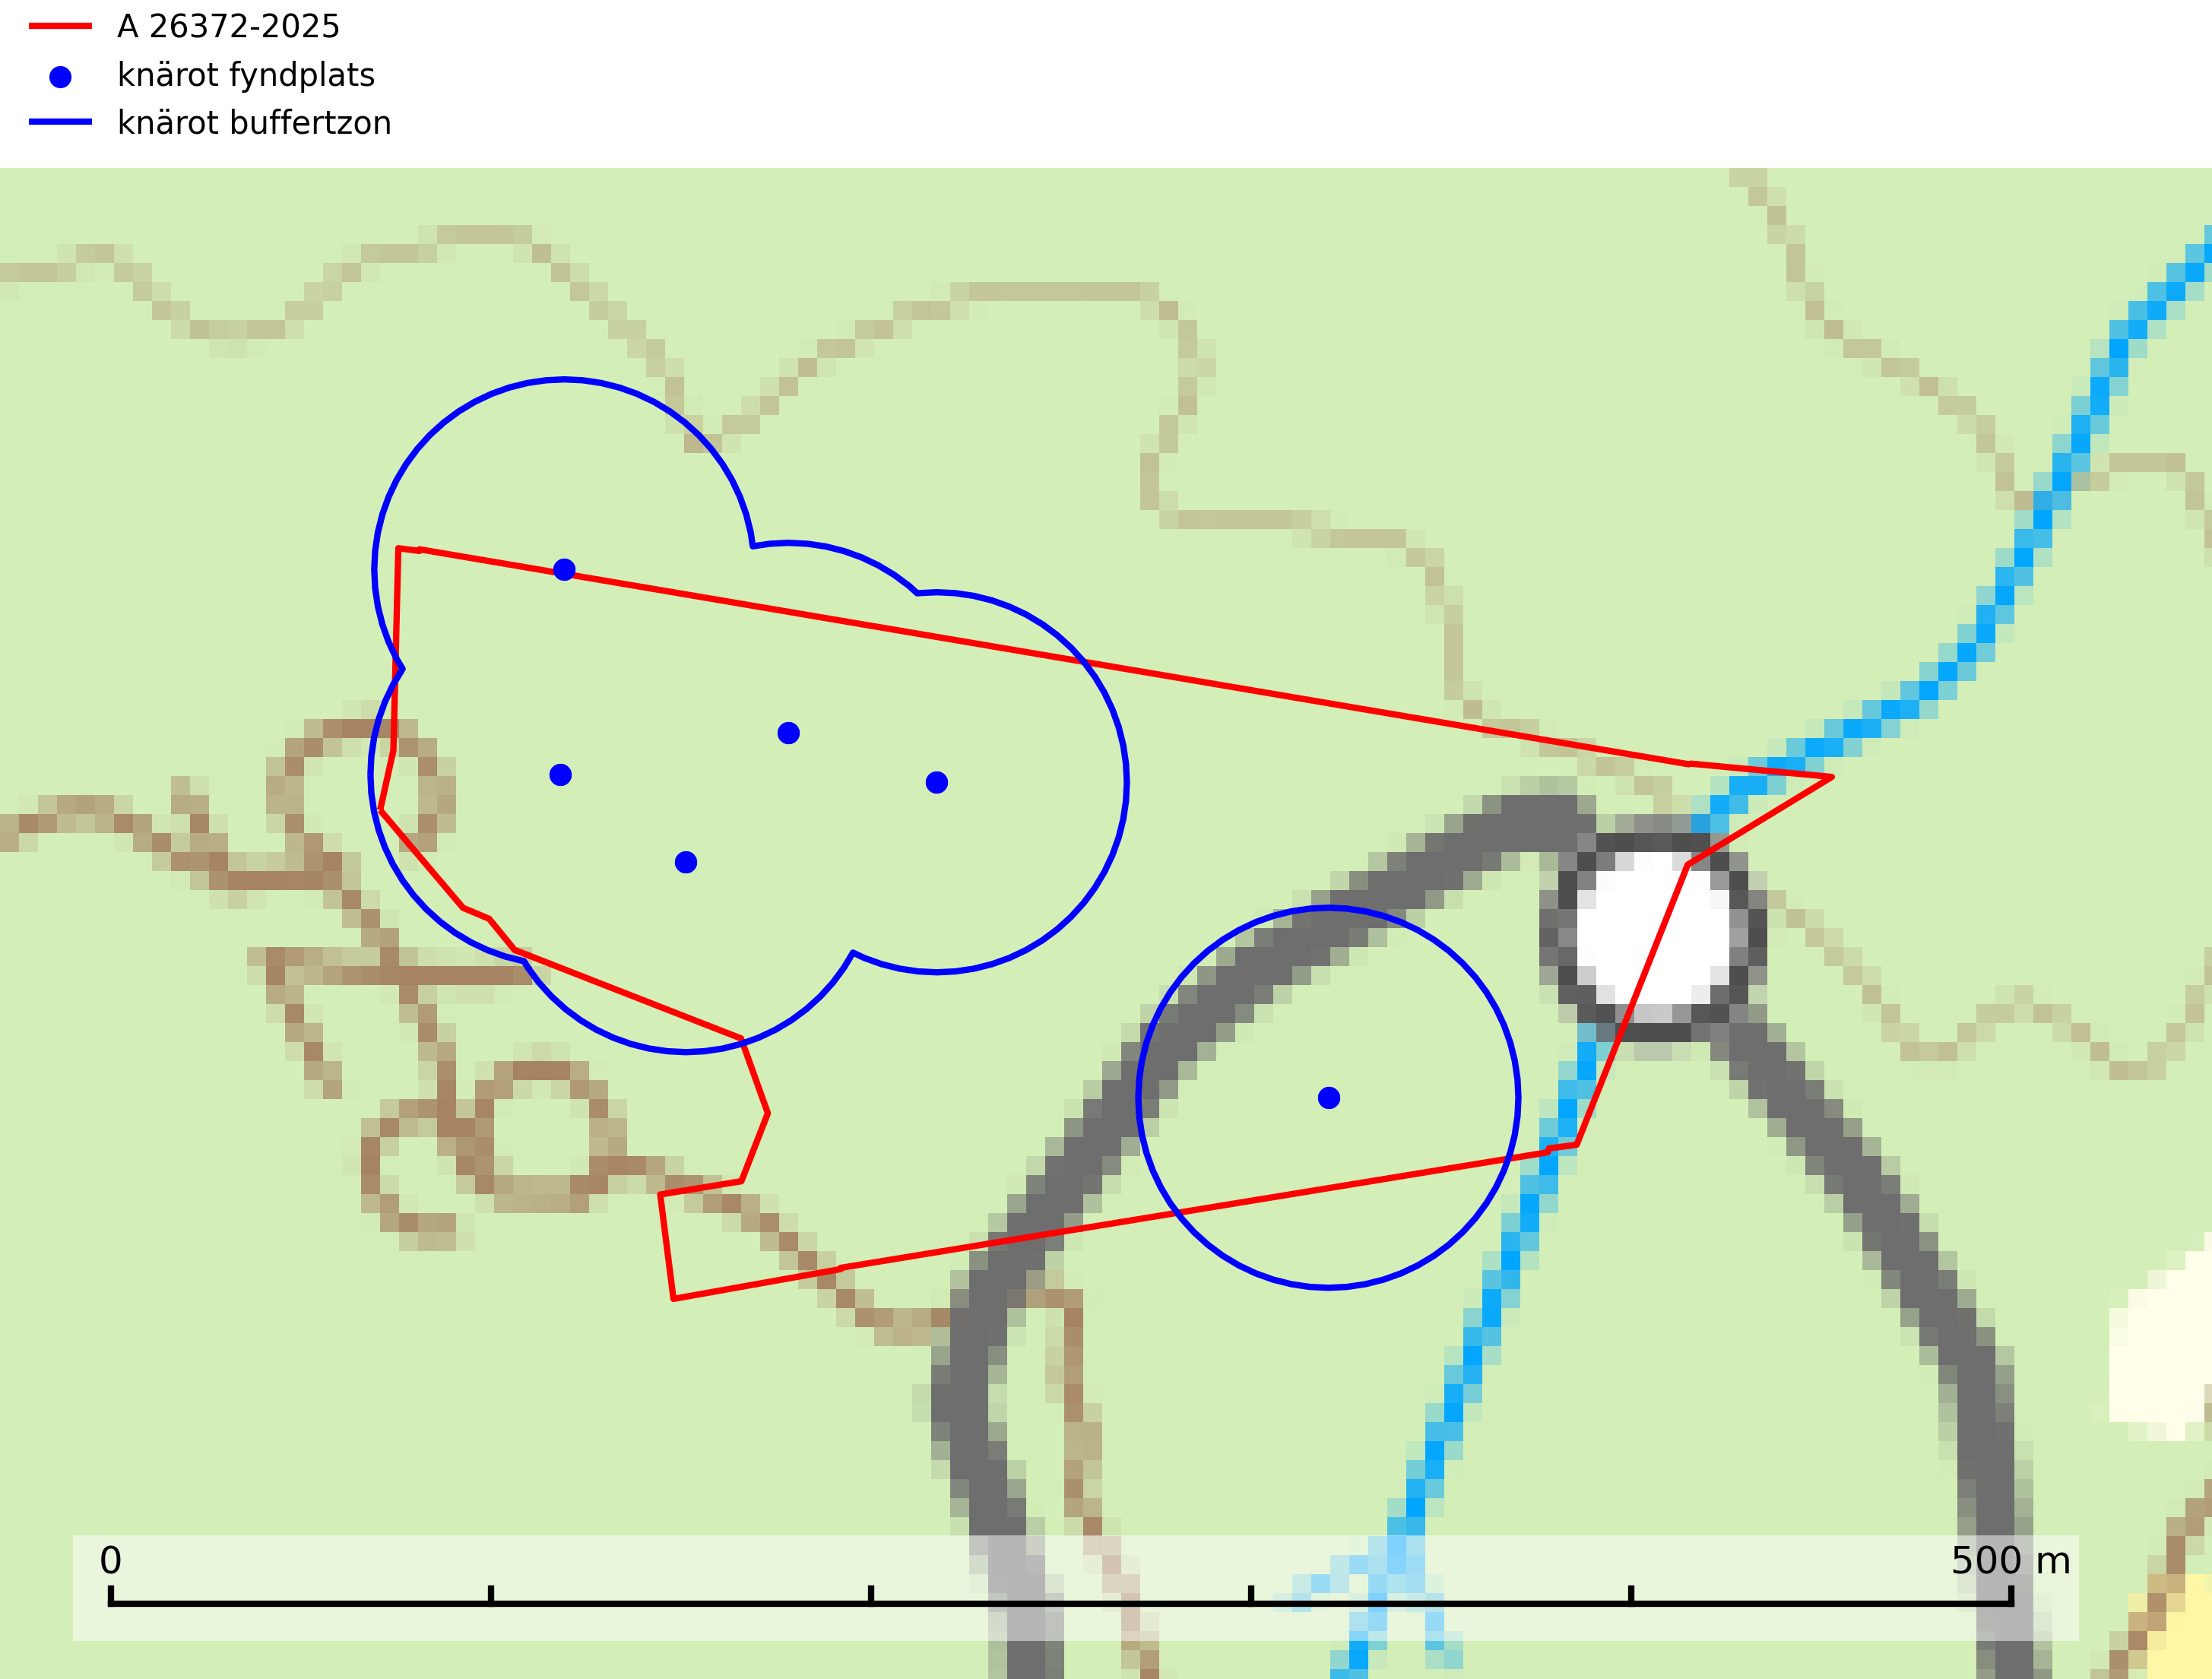 A 26372-2025
knärot fyndplats
knärot buffertzon
0
500 m